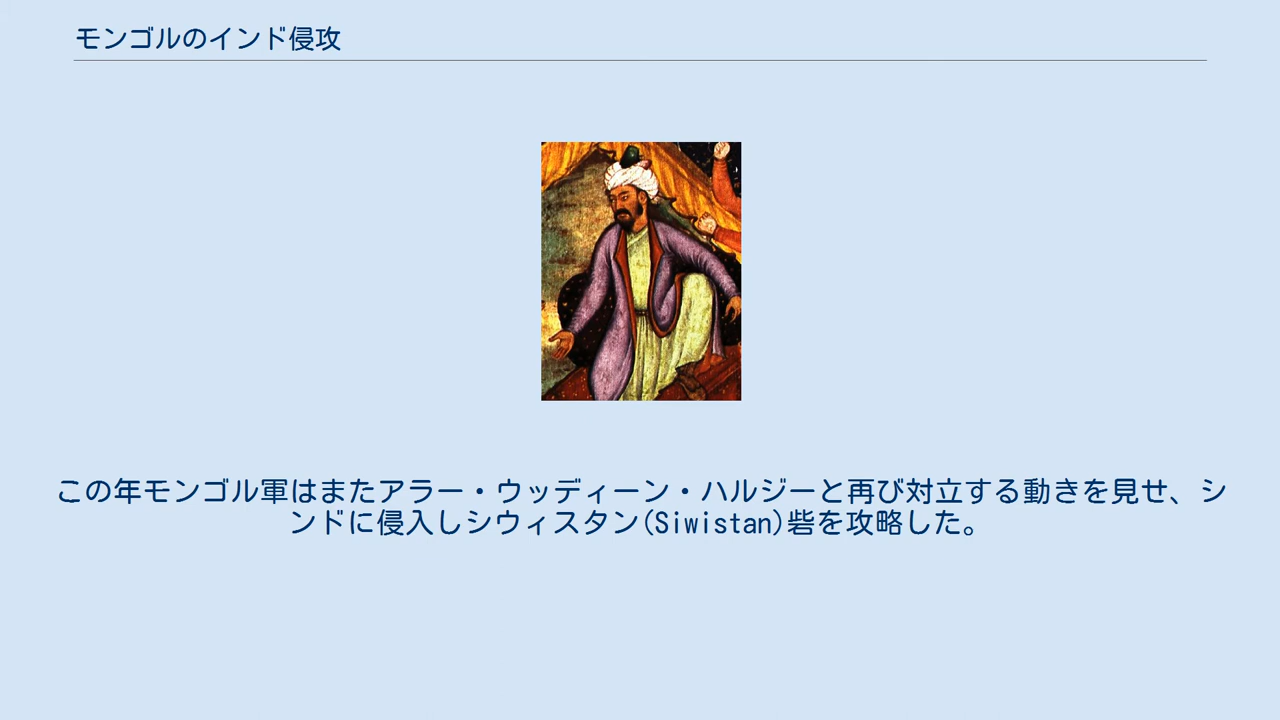 モンゴルのインド侵攻
この年モンゴル軍はまたアラー・ウッディーン・ハルジーと再び対立する動きを見せ、シ
ンドに侵入しシウィスタン(Siwistan)砦を攻略した。